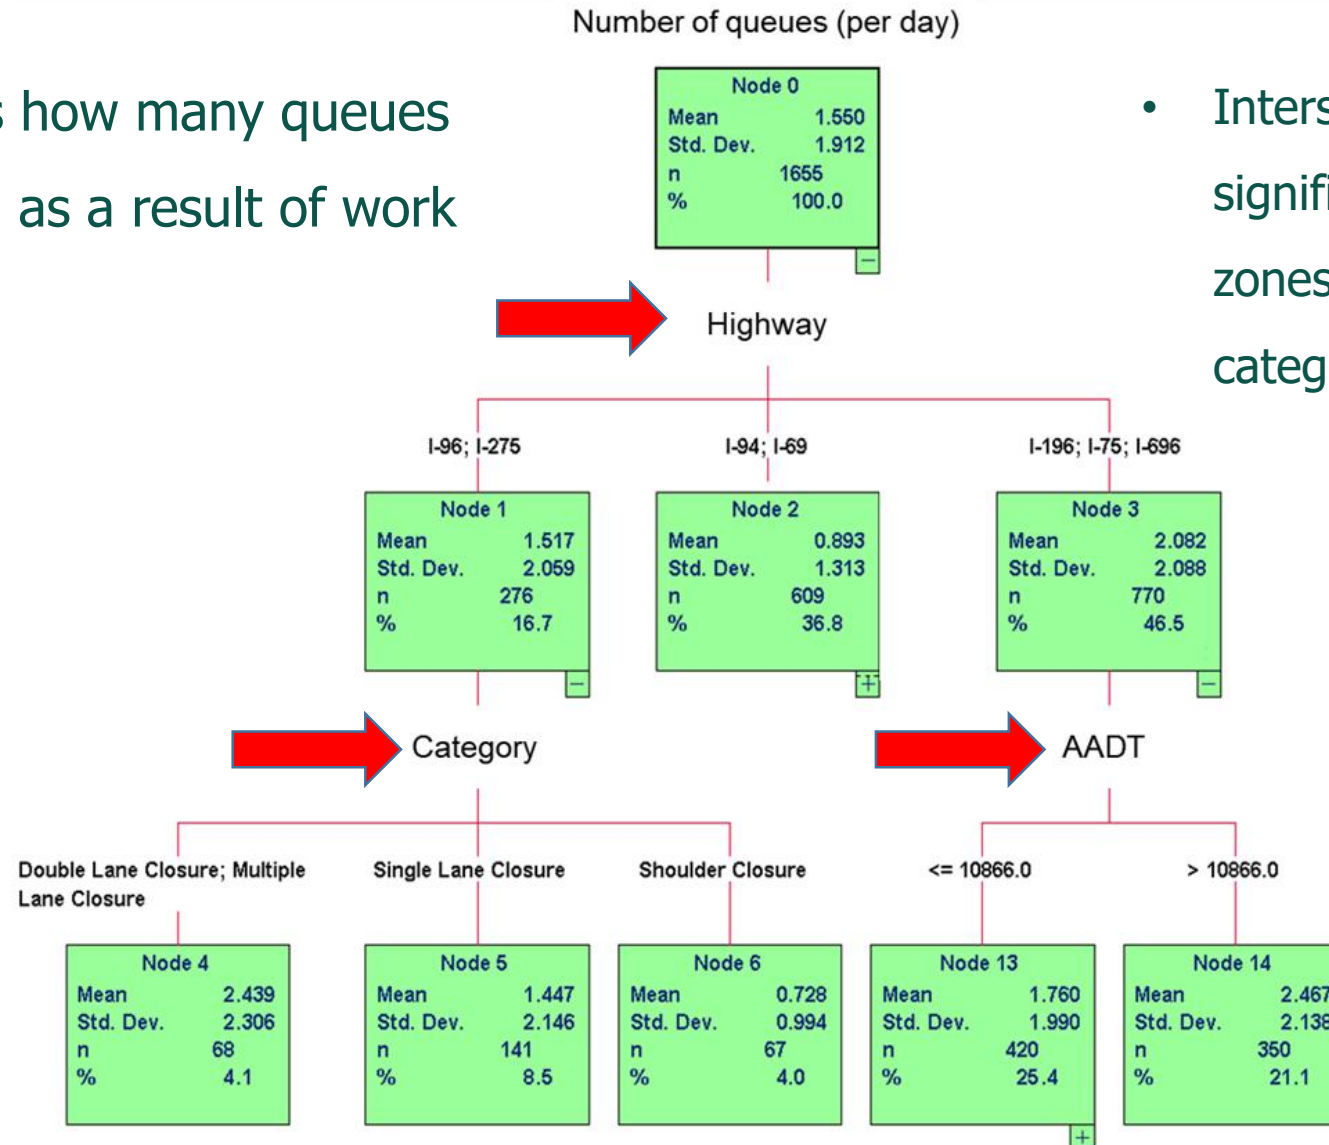 Number of queues (per day)
s how many queues
as a result of work
•
Node 0
Mean 1.550
Std. Dev. 1.912
n 1655
% 100.0
−
Highway
I-96; I-275
I-94; I-69
I-196; I-75; I-696
Node 1
Mean 1.517
Std. Dev. 2.059
n 276
% 16.7
−
Node 2
Mean 0.893
Std. Dev. 1.313
n 609
% 36.8
+
Node 3
Mean 2.082
Std. Dev. 2.088
n 770
% 46.5
−
Category
AADT
Double Lane Closure; Multiple
Lane Closure
Single Lane Closure
Shoulder Closure
<= 10866.0
> 10866.0
Node 4
Mean 2.439
Std. Dev. 2.306
n 68
% 4.1
Node 5
Mean 1.447
Std. Dev. 2.146
n 141
% 8.5
Node 6
Mean 0.728
Std. Dev. 0.994
n 67
% 4.0
Node 13
Mean 1.760
Std. Dev. 1.990
n 420
% 25.4
+
Node 14
Mean 2.467
Std. Dev. 2.138
n 350
% 21.1
zones